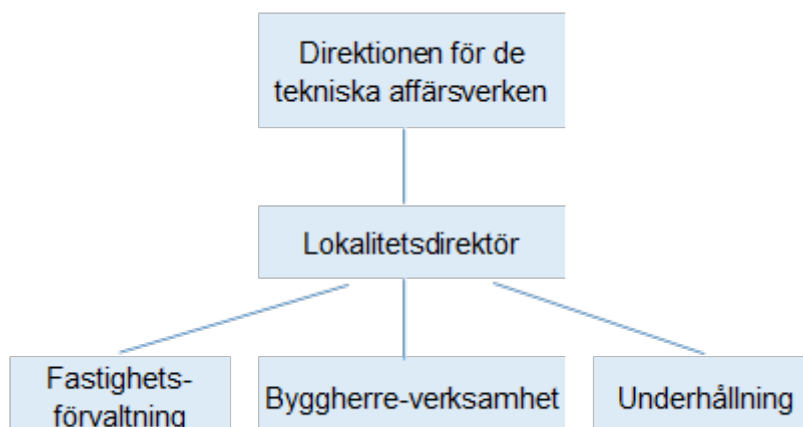 Direktionen för de
tekniska affärsverken
Lokalitetsdirektör
Fastighets-
förvaltning
Byggherre-verksamhet
Underhållning